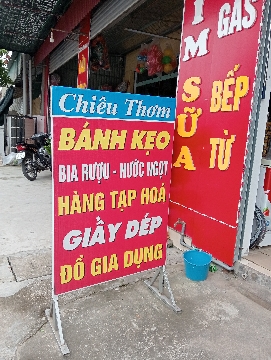 Chiêu Thơm
BÁNH KẸO
BIA RƯỢU - NƯỚC NGỌT
HÀNG TẠP HOÁ
GIẦY DÉP
ĐỒ GIA DỤNG
IM SỮA
GAS
BẾP
TỪ